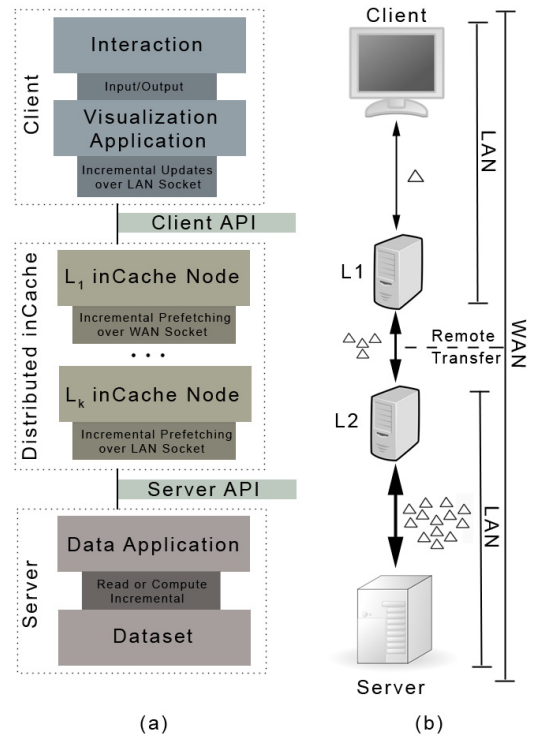 Client
Interaction
Input/Output
Visualization
Application
Incremental Updates
over LAN Socket
Client API
Distributed inCache
L1 inCache Node
Incremental Prefetching
over WAN Socket
...
Lk inCache Node
Incremental Prefetching
over LAN Socket
Server API
Server
Data Application
Read or Compute
Incremental
Dataset
(a)
Client
LAN
L1
Remote
Transfer
WAN
L2
LAN
Server
(b)